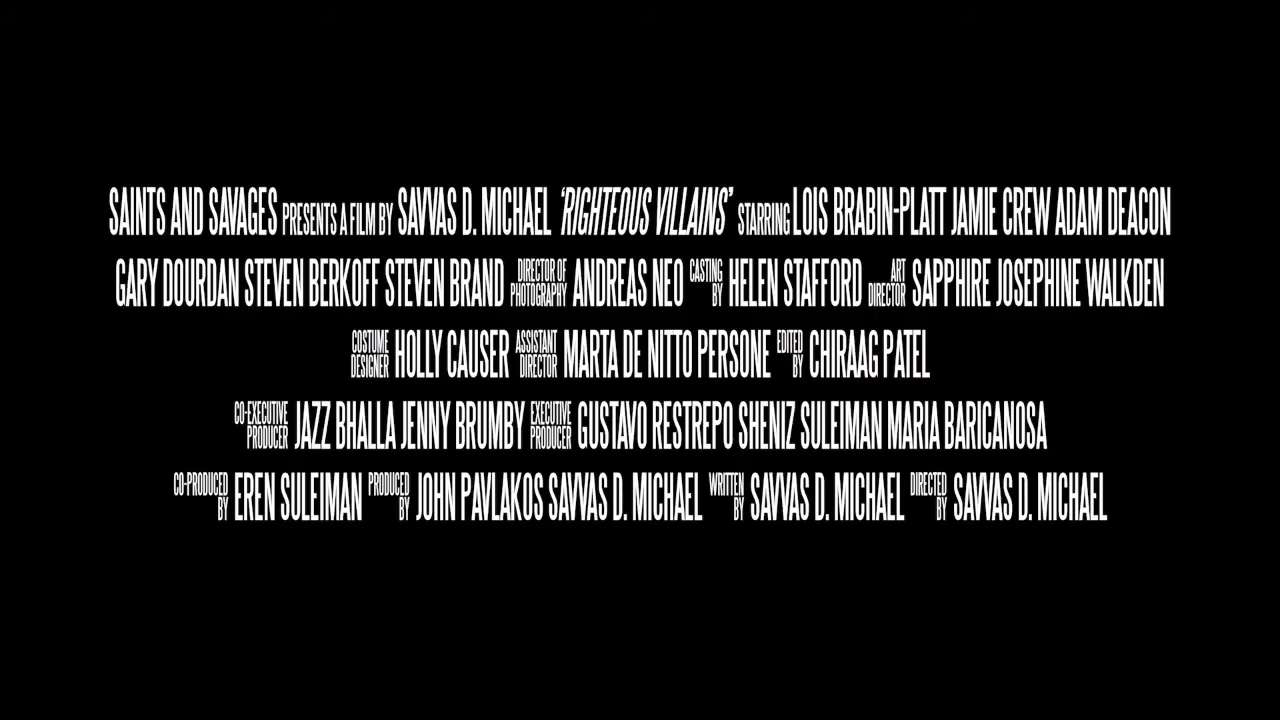 SAINTS AND SAVAGES PRESENTS A FILM BY SAVVAS D. MICHAEL ‘RIGHTEOUS VILLAINS’ STARRING LOIS BRABIN-PLATT JAMIE CREW ADAM DEACON
GARY DOURDAN STEVEN BERKOFF STEVEN BRAND DIRECTOR OF PHOTOGRAPHY ANDREAS NEO CASTING BY HELEN STAFFORD ART DIRECTOR SAPPHIRE JOSEPHINE WALKDEN
COSTUME DESIGNER HOLLY CAUSER ASSISTANT DIRECTOR MARTA DE NITTO PERSONE EDITED BY CHIRAAG PATEL
CO-EXECUTIVE PRODUCER JAZZ BHALLA JENNY BRUMBY EXECUTIVE PRODUCER GUSTAVO RESTREPO SHENIZ SULEIMAN MARIA BARICANOSA
CO-PRODUCED BY EREN SULEIMAN PRODUCED BY JOHN PAVLAKOS SAVVAS D. MICHAEL WRITTEN BY SAVVAS D. MICHAEL DIRECTED BY SAVVAS D. MICHAEL